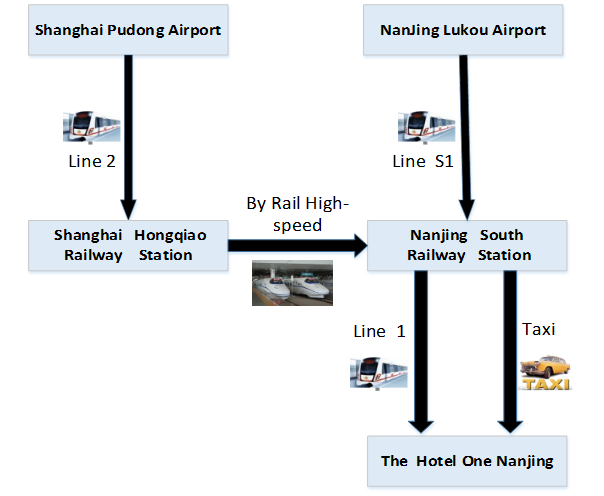 Shanghai Pudong Airport
NanJing Lukou Airport
Line 2
Line S1
By Rail High-
speed
Shanghai Hongqiao
Railway Station
Nanjing South
Railway Station
Line 1
Taxi
TAXI
The Hotel One Nanjing